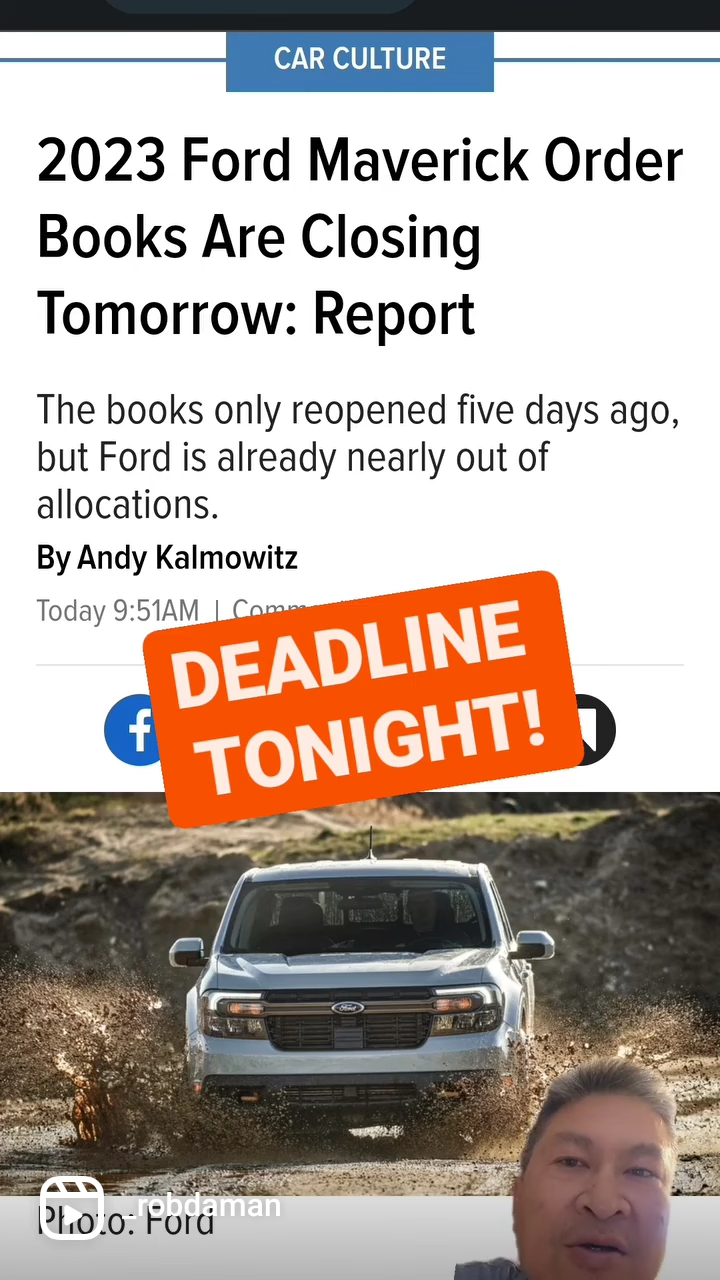 CAR CULTURE
2023 Ford Maverick Order
Books Are Closing
Tomorrow: Report
The books only reopened five days ago,
but Ford is already nearly out of
allocations.
By Andy Kalmowitz
Today 9:51AM |
DEADLINE
TONIGHT!
f
Ford
_robdaman
Photo: Ford